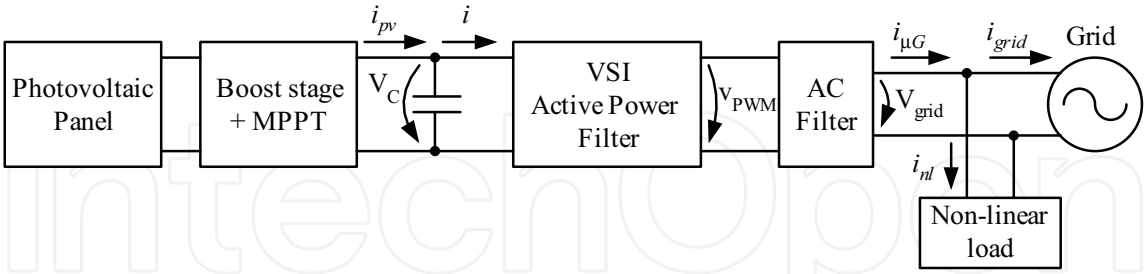 Photovoltaic
Panel
Boost stage
+ MPPT
i_pv
i
V_C
VSI
Active Power
Filter
v_PWM
AC
Filter
i_μG
i_grid
Grid
V_grid
i_nl
Non-linear
load
IntechOpen